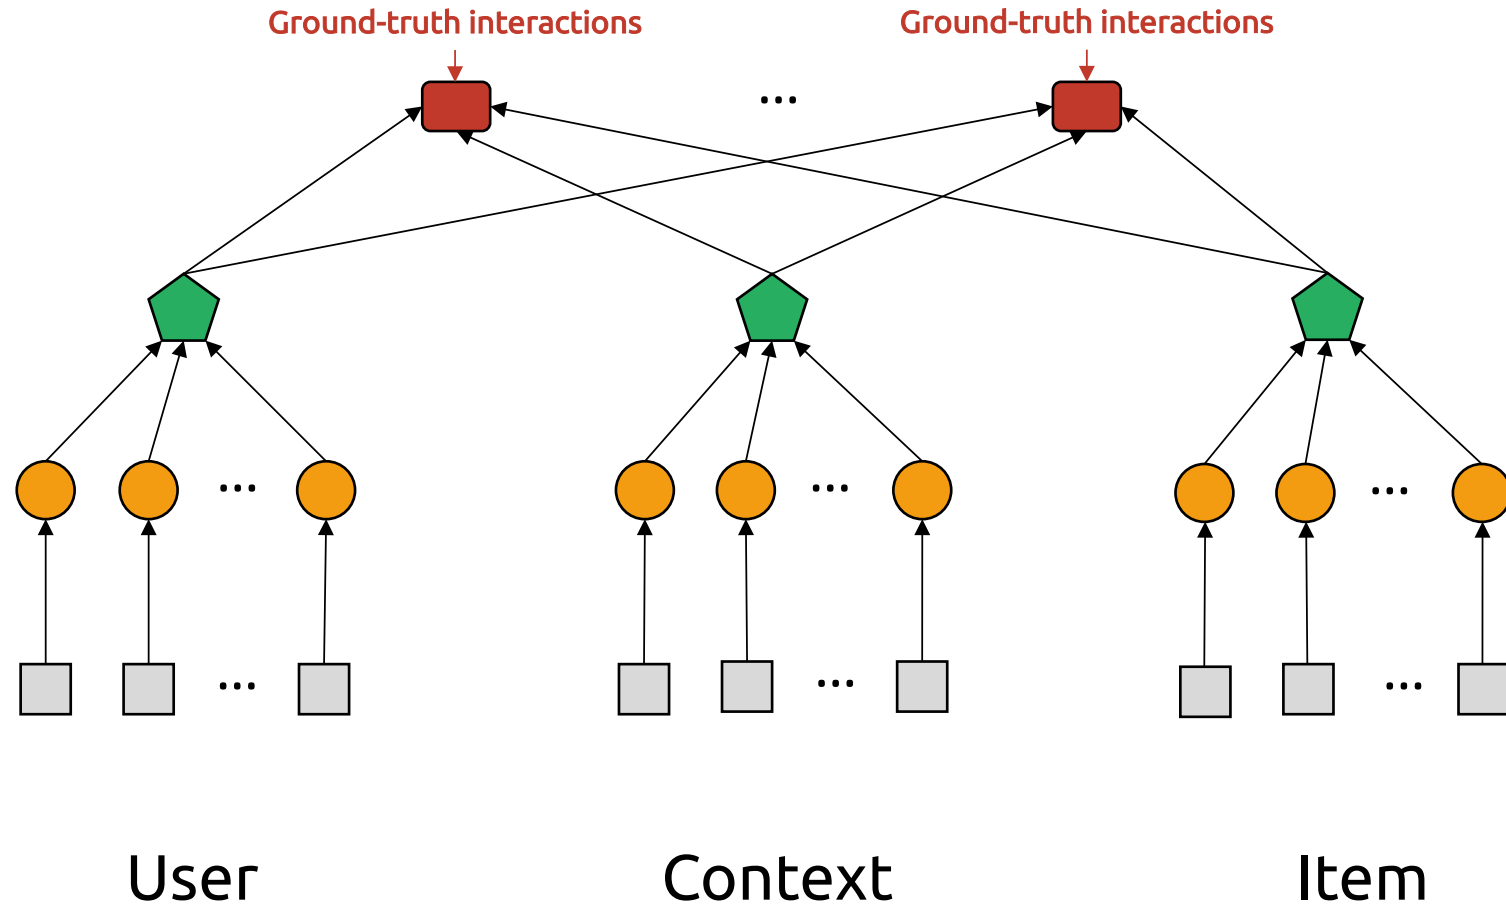 Ground-truth interactions Ground-truth interactions
...
... ... ...
... ... ...
User Context Item